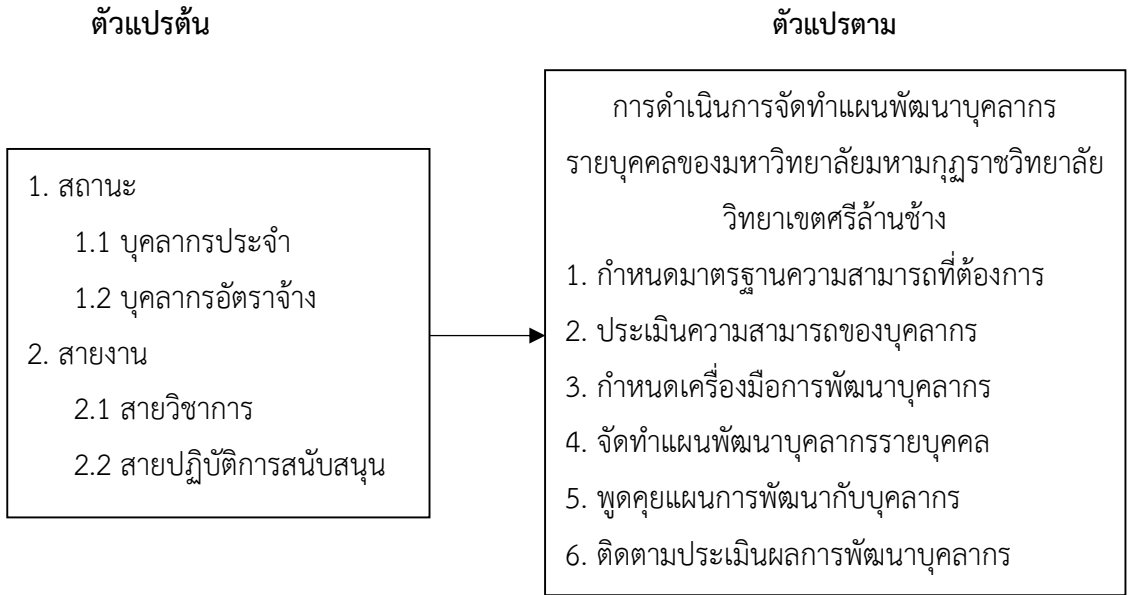 ตัวแปรต้น
ตัวแปรตาม
1. สถานะ
1.1 บุคลากรประจำ
1.2 บุคลากรอัตราจ้าง
2. สายงาน
2.1 สายวิชาการ
2.2 สายปฏิบัติการสนับสนุน
การดำเนินการจัดทำแผนพัฒนาบุคลากร
รายบุคคลของมหาวิทยาลัยมหามกุฏราชวิทยาลัย
วิทยาเขตศรีล้านช้าง
1. กำหนดมาตรฐานความสามารถที่ต้องการ
2. ประเมินความสามารถของบุคลากร
3. กำหนดเครื่องมือการพัฒนาบุคลากร
4. จัดทำแผนพัฒนาบุคลากรรายบุคคล
5. พูดคุยแผนการพัฒนากับบุคลากร
6. ติดตามประเมินผลการพัฒนาบุคลากร